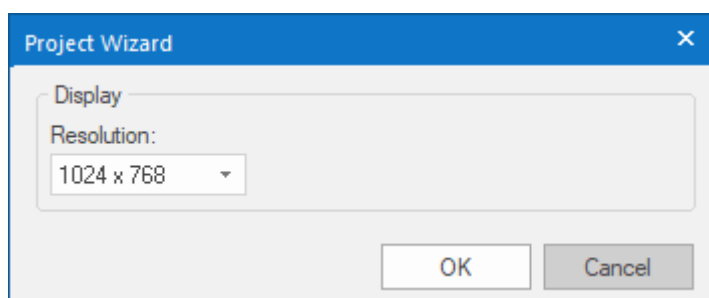 Project Wizard
Display
Resolution:
1024 x 768
OK Cancel